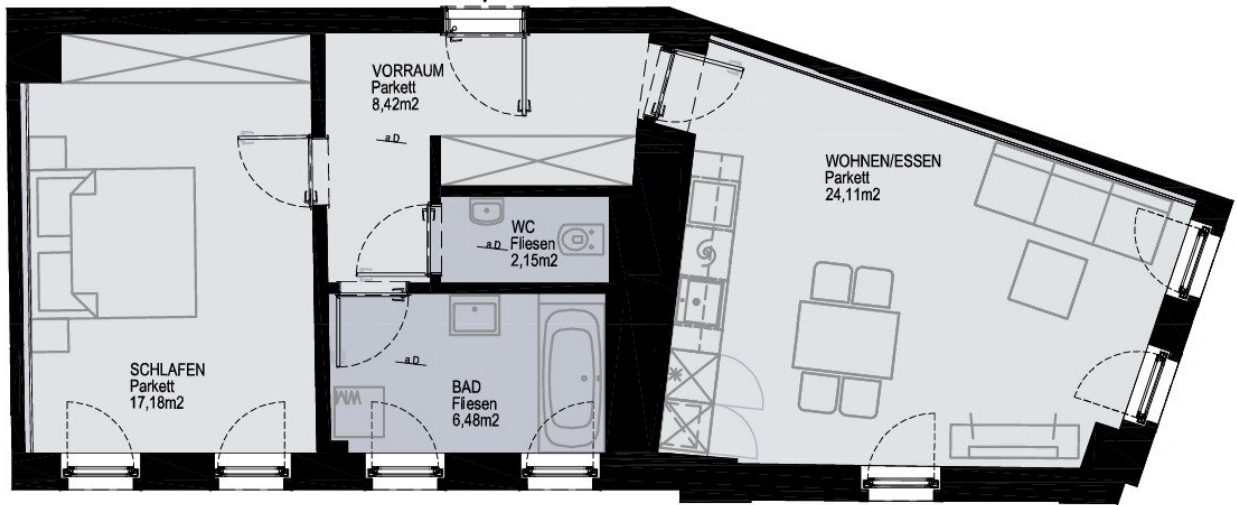 VORRAUM
Parkett
8,42m2
aD
WOHNEN/ESSEN
Parkett
24,11m2
WC
Fliesen
2,15m2
aD
SCHLAFEN
Parkett
17,18m2
aD
BAD
Fliesen
6,48m2
WM